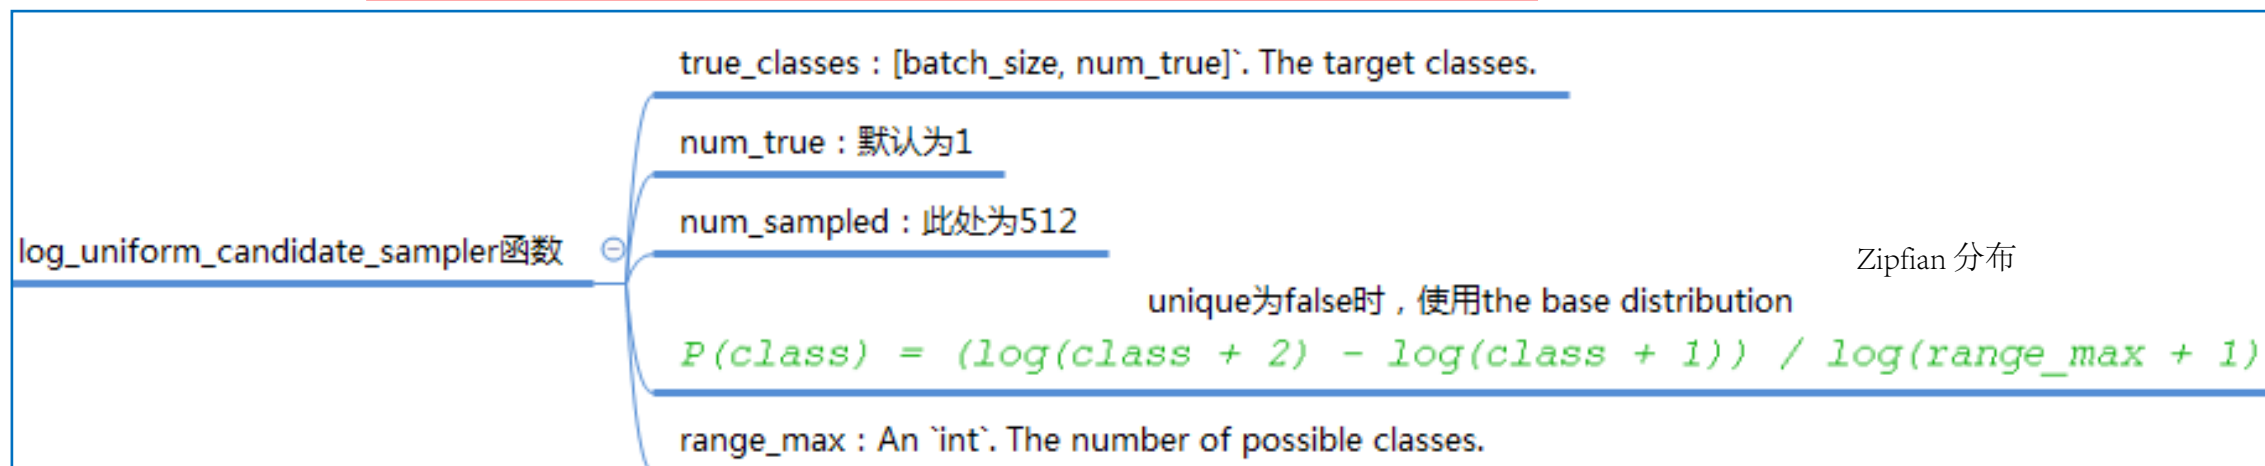 true_classes：[batch_size, num_true]`. The target classes.
num_true：默认为1
num_sampled：此处为512
log_uniform_candidate_sampler函数
Zipfian 分布
unique为false时，使用the base distribution
P(class) = (log(class + 2) - log(class + 1)) / log(range_max + 1)
range_max：An `int`. The number of possible classes.